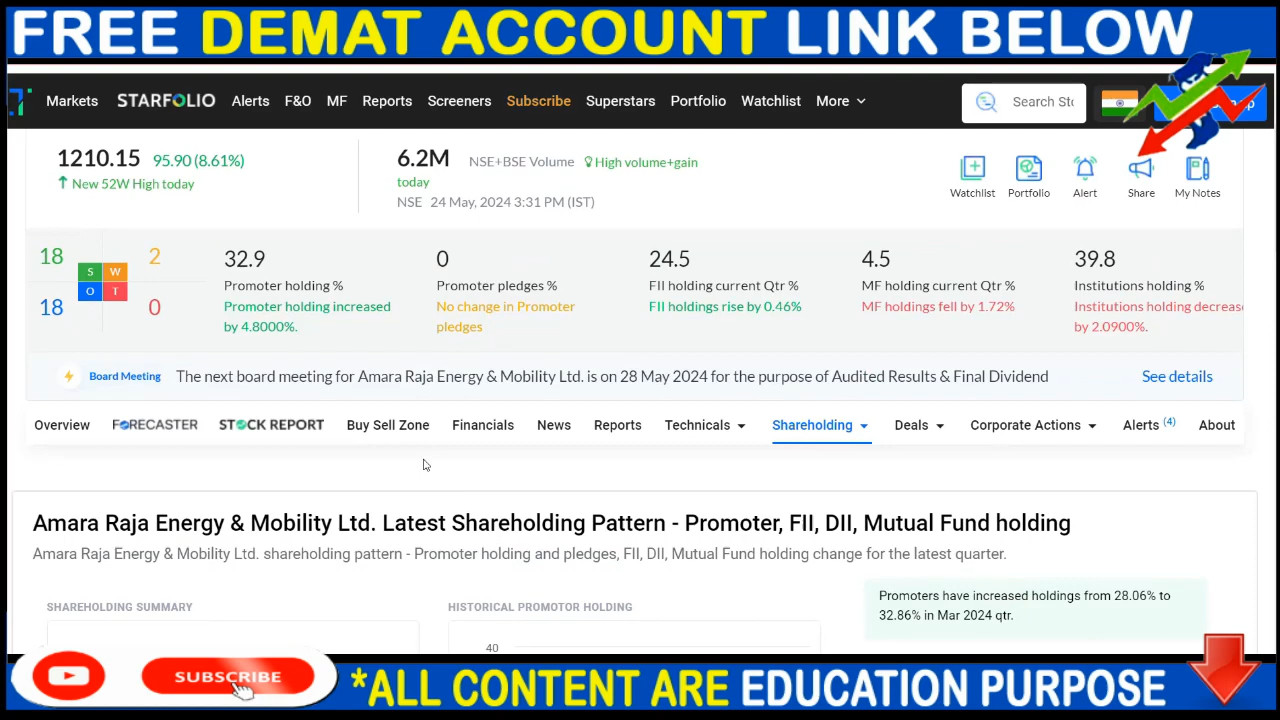 FREE DEMAT ACCOUNT LINK BELOW
Markets STARFOLIO Alerts F&O MF Reports Screeners Subscribe Superstars Portfolio Watchlist More
1210.15 95.90 (8.61%)
New 52W High today
6.2M NSE+BSE Volume High volume+gain
today
NSE 24 May, 2024 3:31 PM (IST)
Watchlist Portfolio Alert Share My Notes
18 S W 2
18 O T 0
32.9
Promoter holding %
Promoter holding increased
by 4.8000%.
0
Promoter pledges %
No change in Promoter
pledges
24.5
FII holding current Qtr %
FII holdings rise by 0.46%
4.5
MF holding current Qtr %
MF holdings fell by 1.72%
39.8
Institutions holding %
Institutions holding decreas
by 2.0900%.
Board Meeting The next board meeting for Amara Raja Energy & Mobility Ltd. is on 28 May 2024 for the purpose of Audited Results & Final Dividend See details
Overview FORECASTER STOCK REPORT Buy Sell Zone Financials News Reports Technicals Shareholding Deals Corporate Actions Alerts (4) About
Amara Raja Energy & Mobility Ltd. Latest Shareholding Pattern - Promoter, FII, DII, Mutual Fund holding
Amara Raja Energy & Mobility Ltd. shareholding pattern - Promoter holding and pledges, FII, DII, Mutual Fund holding change for the latest quarter.
SHAREHOLDING SUMMARY
HISTORICAL PROMOTOR HOLDING
40
Promoters have increased holdings from 28.06% to
32.86% in Mar 2024 qtr.
SUBSCRIBE
*ALL CONTENT ARE EDUCATION PURPOSE